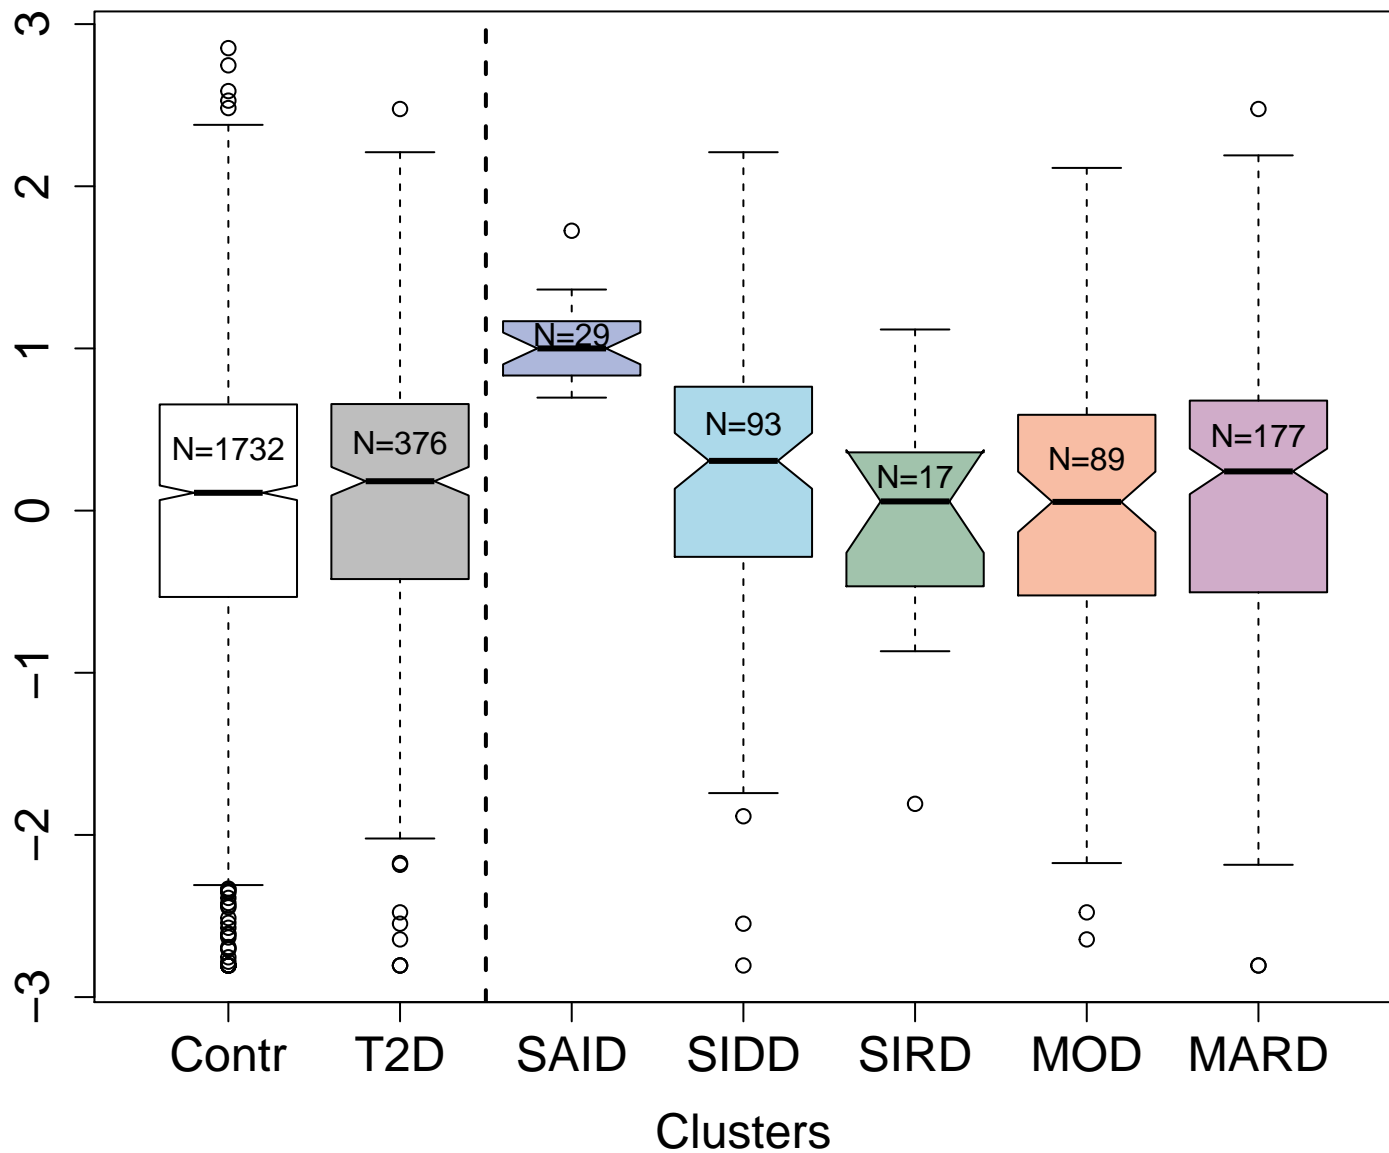 3
2
1
0
−1
−2
−3
N=1732
N=376
N=29
N=93
N=17
N=89
N=177
Contr T2D SAID SIDD SIRD MOD MARD
Clusters